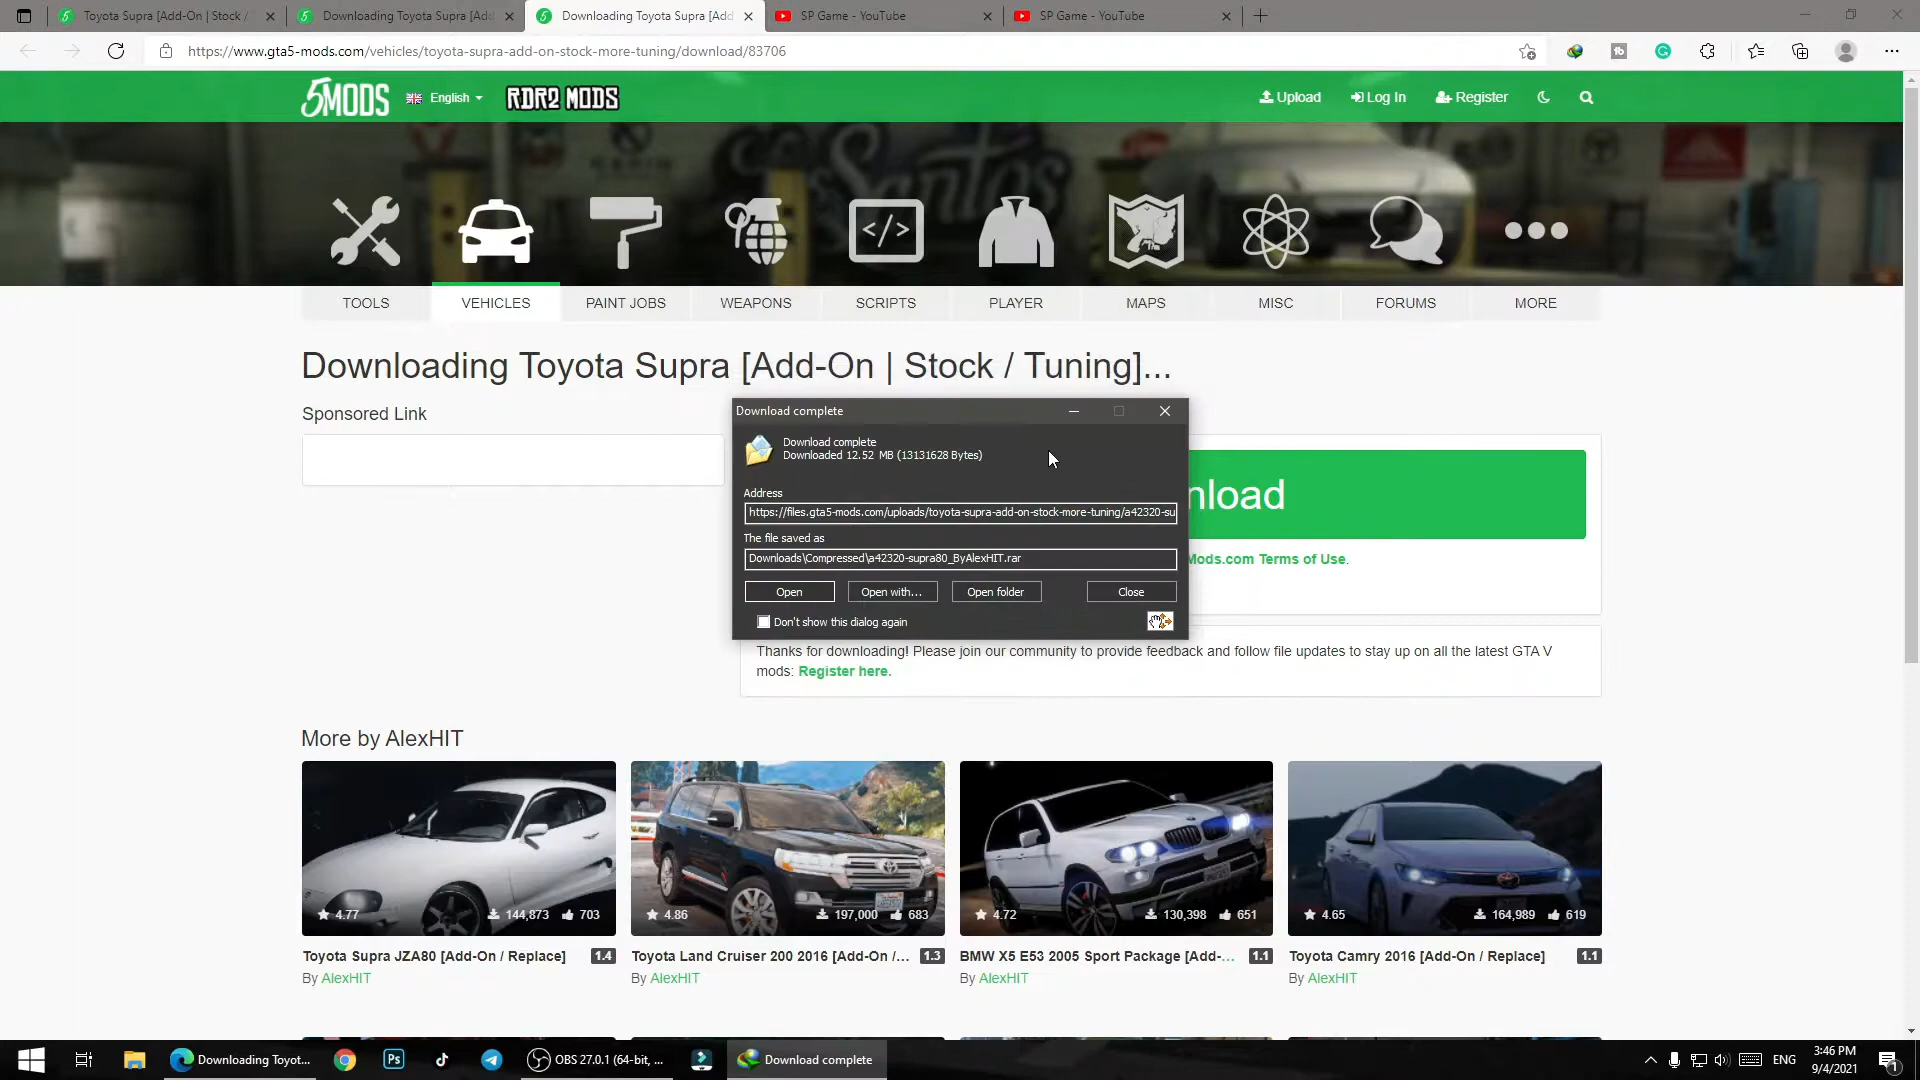 Toyota Supra [Add-On | Stock /
Downloading Toyota Supra [Add
Downloading Toyota Supra [Add
SP Game - YouTube
SP Game - YouTube
https://www.gta5-mods.com/vehicles/toyota-supra-add-on-stock-more-tuning/download/83706
5MODS
English
RDR2 MODS
Upload
Log In
Register
Los Santos
TOOLS
VEHICLES
PAINT JOBS
WEAPONS
SCRIPTS
PLAYER
MAPS
MISC
FORUMS
MORE
Downloading Toyota Supra [Add-On | Stock / Tuning]...
Sponsored Link
nload
Mods.com Terms of Use.
Download complete
Download complete
Downloaded 12.52 MB (13131628 Bytes)
Address
https://files.gta5-mods.com/uploads/toyota-supra-add-on-stock-more-tuning/a42320-su
The file saved as
Downloads\Compressed\a42320-supra80_ByAlexHIT.rar
Open
Open with...
Open folder
Close
Don't show this dialog again
Thanks for downloading! Please join our community to provide feedback and follow file updates to stay up on all the latest GTA V
mods: Register here.
More by AlexHIT
4.77 144,873 703
4.86 197,000 683
4.72 130,398 651
4.65 164,989 619
Toyota Supra JZA80 [Add-On / Replace] 1.4
By AlexHIT
Toyota Land Cruiser 200 2016 [Add-On /... 1.3
By AlexHIT
BMW X5 E53 2005 Sport Package [Add-... 1.1
By AlexHIT
Toyota Camry 2016 [Add-On / Replace] 1.1
By AlexHIT
Downloading Toyot...
Ps
OBS 27.0.1 (64-bit, ...
Download complete
ENG
3:46 PM
9/4/2021
1